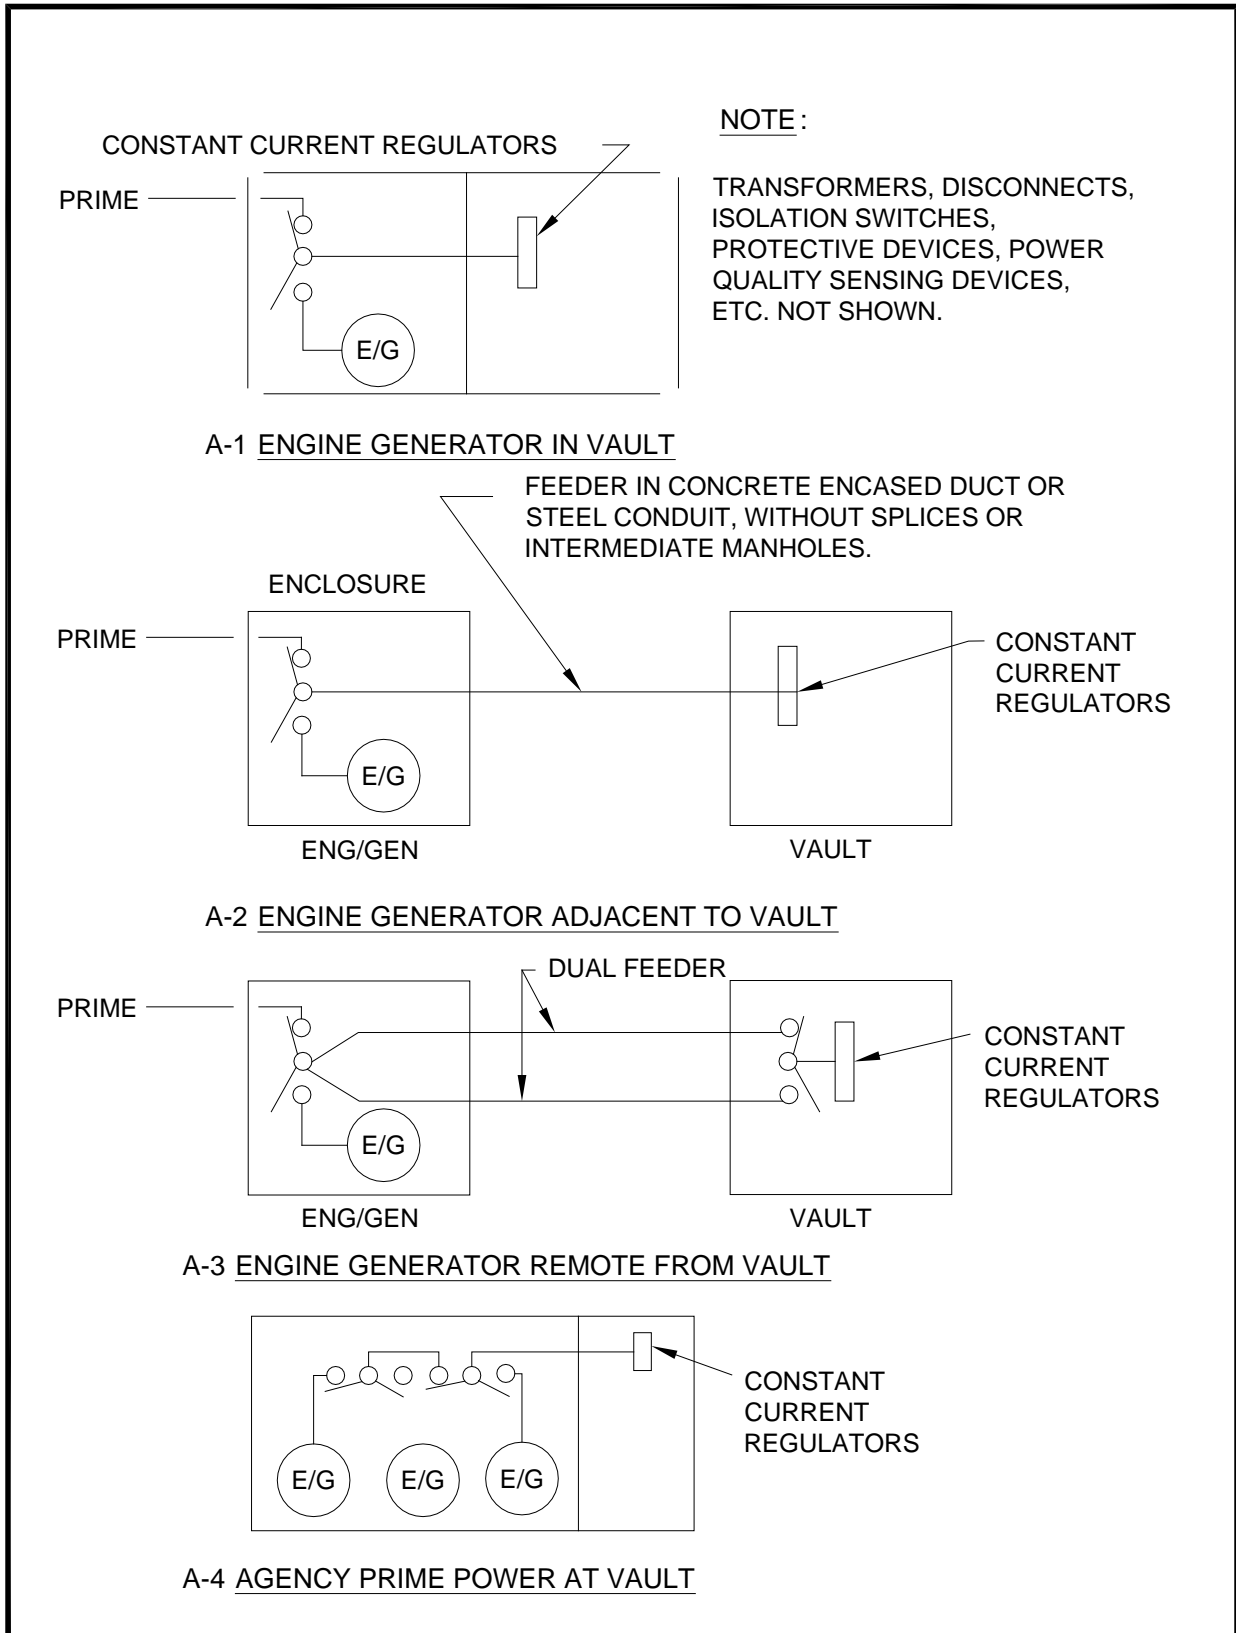 NOTE:
CONSTANT CURRENT REGULATORS
PRIME
TRANSFORMERS, DISCONNECTS,
ISOLATION SWITCHES,
PROTECTIVE DEVICES, POWER
QUALITY SENSING DEVICES,
ETC. NOT SHOWN.
E/G
A-1 ENGINE GENERATOR IN VAULT
FEEDER IN CONCRETE ENCASED DUCT OR
STEEL CONDUIT, WITHOUT SPLICES OR
INTERMEDIATE MANHOLES.
ENCLOSURE
PRIME
CONSTANT
CURRENT
REGULATORS
E/G
ENG/GEN
VAULT
A-2 ENGINE GENERATOR ADJACENT TO VAULT
DUAL FEEDER
PRIME
CONSTANT
CURRENT
REGULATORS
E/G
ENG/GEN
VAULT
A-3 ENGINE GENERATOR REMOTE FROM VAULT
CONSTANT
CURRENT
REGULATORS
E/G
E/G
E/G
A-4 AGENCY PRIME POWER AT VAULT